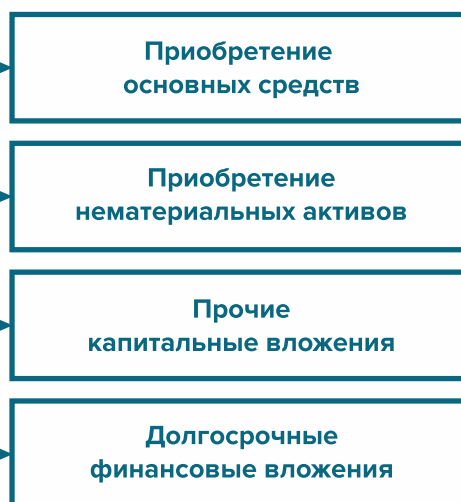 Приобретение
основных средств
Приобретение
нематериальных активов
Прочие
капитальные вложения
Долгосрочные
финансовые вложения